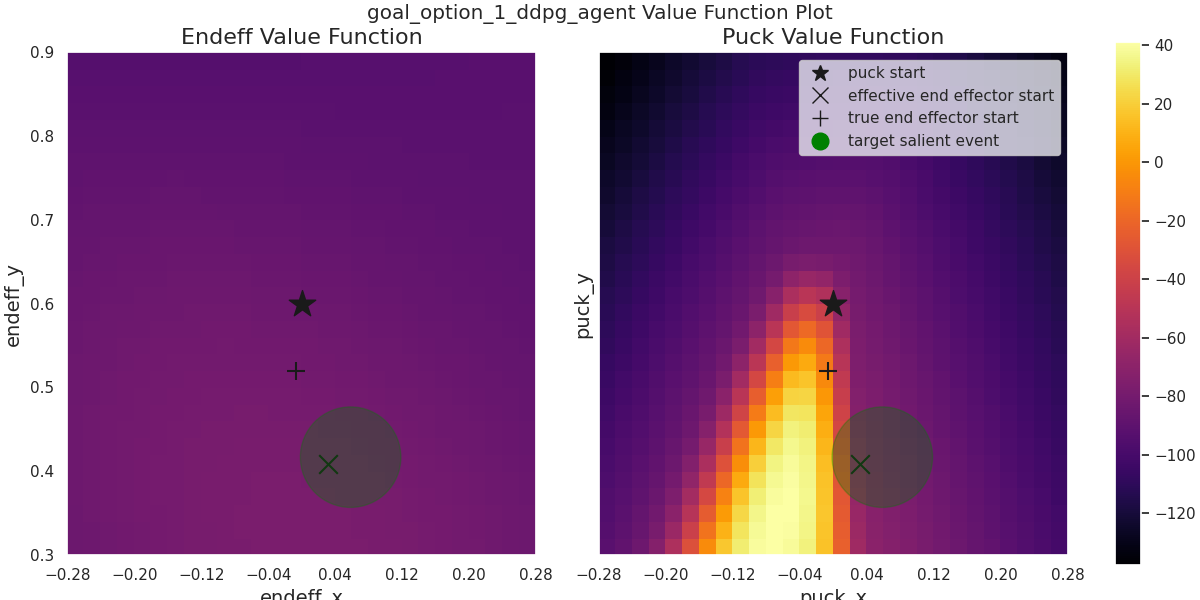 goal_option_1_ddpg_agent Value Function Plot
Endeff Value Function
0.9
0.8
0.7
0.6
0.5
0.4
0.3
endeff_y
−0.28 −0.20 −0.12 −0.04 0.04 0.12 0.20 0.28
endeff_x
Puck Value Function
puck start
effective end effector start
true end effector start
target salient event
puck_y
−0.28 −0.20 −0.12 −0.04 0.04 0.12 0.20 0.28
puck_x
40
20
0
−20
−40
−60
−80
−100
−120